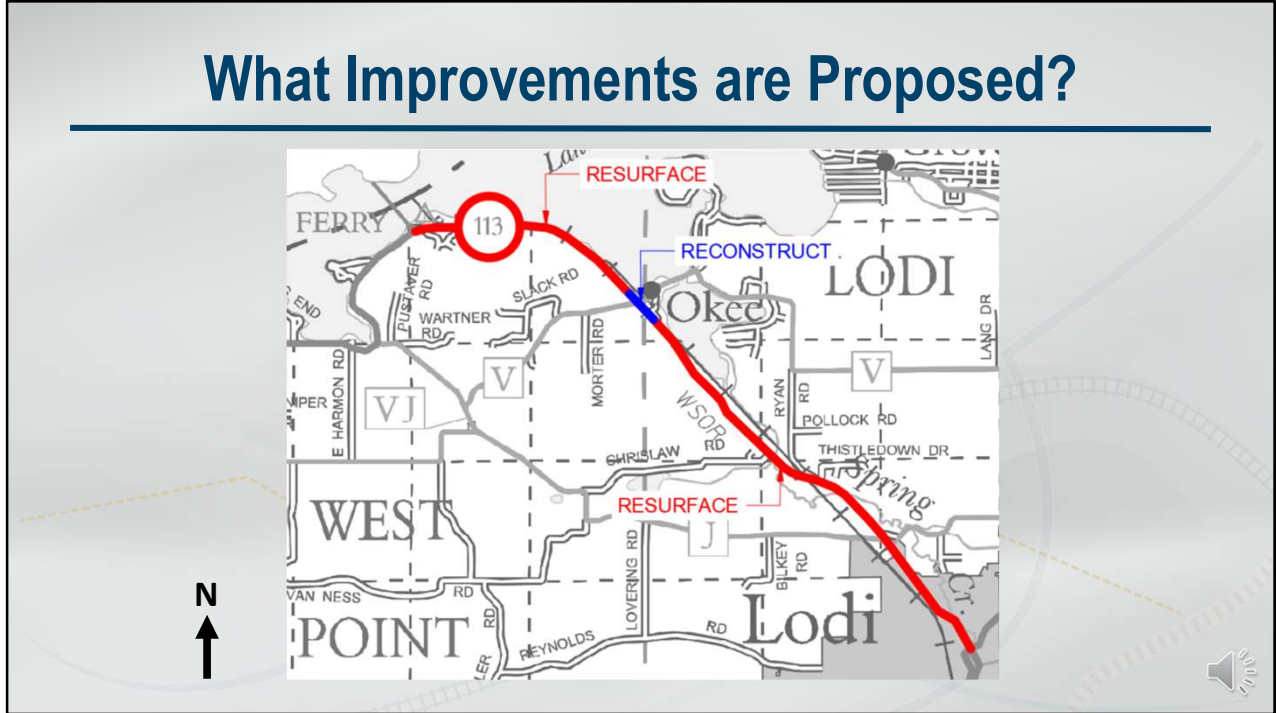 What Improvements are Proposed?
RESURFACE
FERRY
113
RECONSTRUCT
LODI
SLACK RD
Okee
PUSTAVER RD
WARTNER RD
END
LANG DR
E HARMON RD
V
MORTER RD
V
VJ
WSOR
RYAN RD
POLLOCK RD
CHRISLAW RD
THISTLEDOWN DR
Spring
RESURFACE
WEST
J
LOVERING RD
BILKEY RD
Cr.
N
VAN NESS RD
POINT
Lodi
REYNOLDS RD
RD